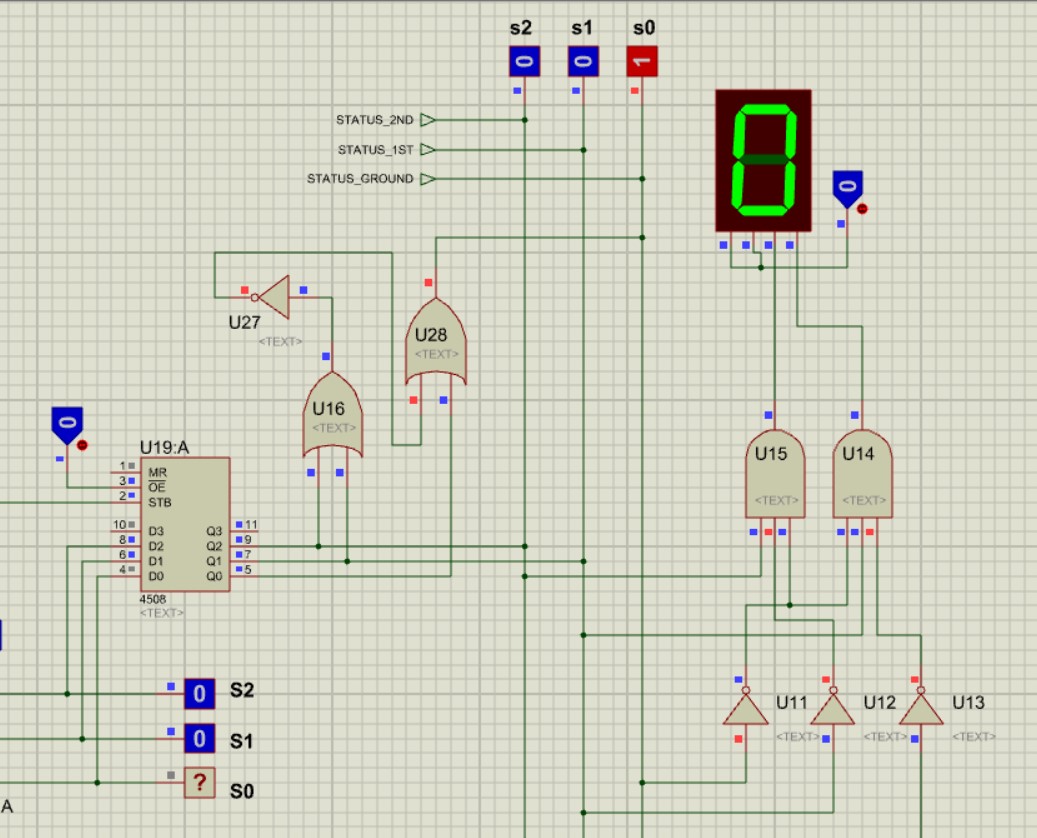 s2 s1 s0
0 0 1
STATUS_2ND
STATUS_1ST
STATUS_GROUND
0
0
U27
<TEXT>
U28
<TEXT>
U16
<TEXT>
0
U15
<TEXT>
U14
<TEXT>
U19:A
1 MR
3 OE
2 STB
10 D3 Q3 11
8 D2 Q2 9
6 D1 Q1 7
4 D0 Q0 5
4508
<TEXT>
0 S2
0 S1
? S0
U11
<TEXT>
U12
<TEXT>
U13
<TEXT>
A